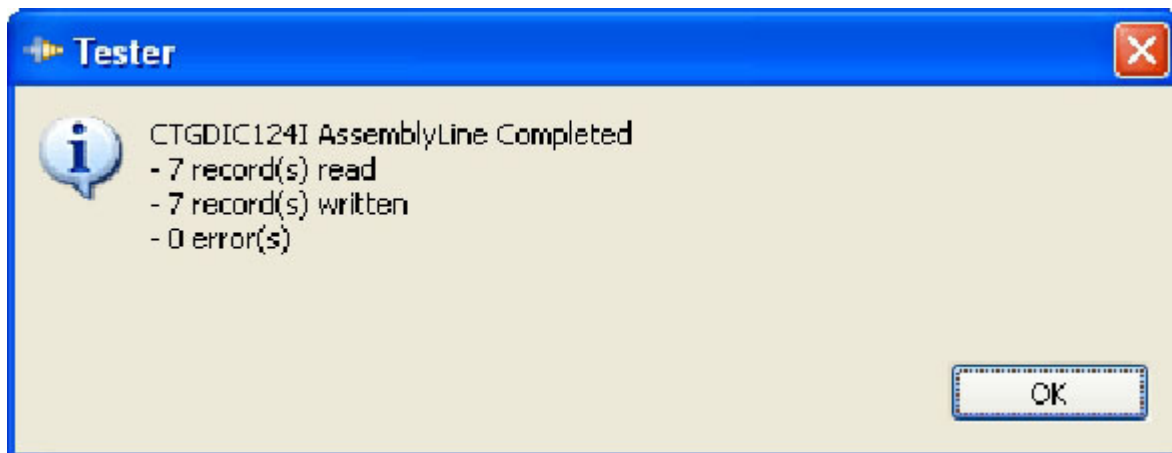 Tester
CTGDIC124I AssemblyLine Completed
- 7 record(s) read
- 7 record(s) written
- 0 error(s)
OK